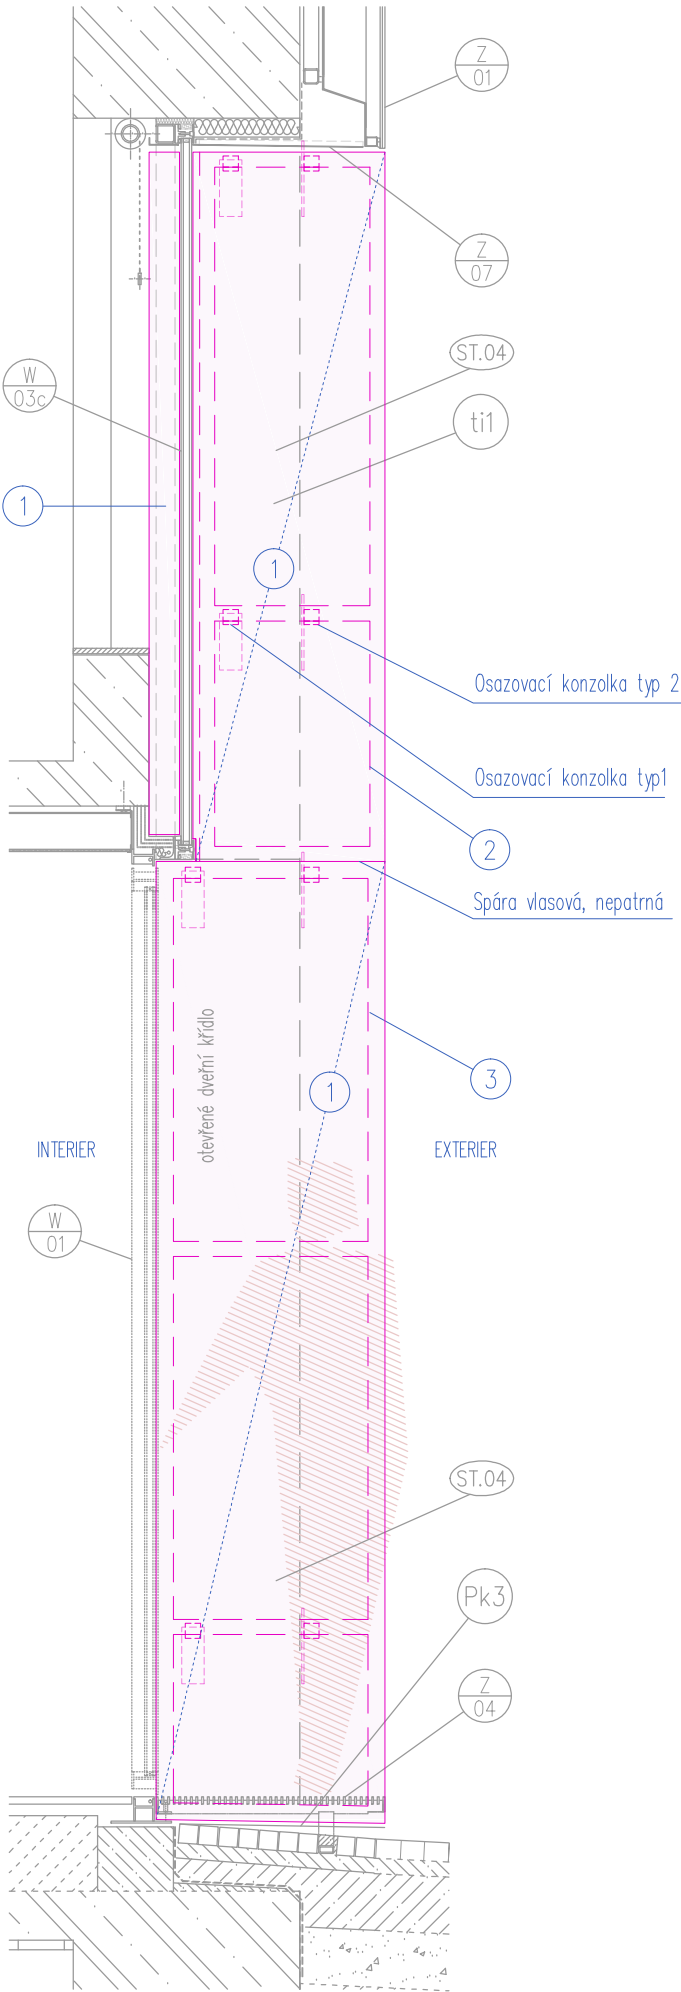 Z
01
Z
07
ST.04
W
03c
ti1
1
1
Osazovací konzolka typ 2
Osazovací konzolka typ1
2
Spára vlasová, nepatrná
otevřené dveřní křídlo
3
1
INTERIER
EXTERIER
W
01
ST.04
Pk3
Z
04